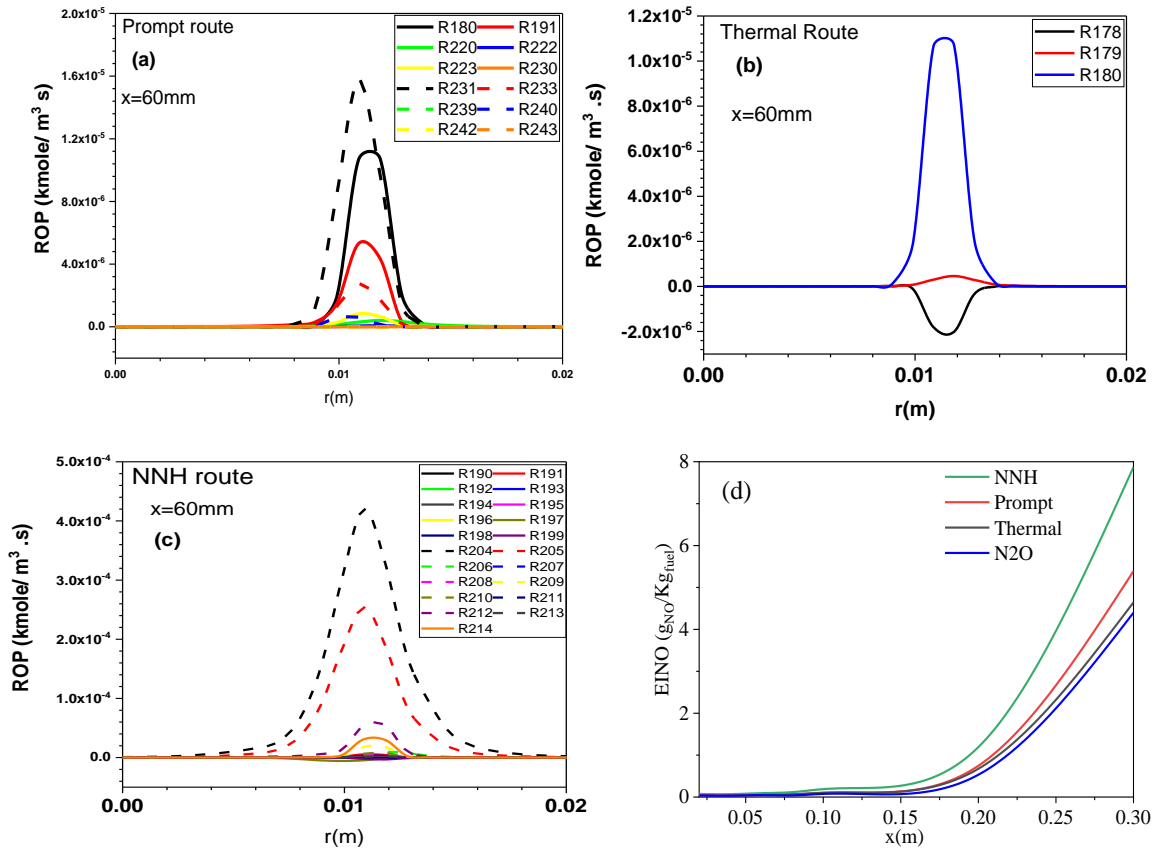 Prompt route
(a)
x=60mm
R180 R191
R220 R222
R223 R230
R231 R233
R239 R240
R242 R243
ROP (kmole/ m³ .s)
1.6x10⁻⁵
1.2x10⁻⁵
8.0x10⁻⁶
4.0x10⁻⁶
0.0
0.00 0.01 0.02
r(m)
Thermal Route
(b)
x=60mm
R178
R179
R180
ROP (kmole/ m³ .s)
1.2x10⁻⁵
1.0x10⁻⁵
8.0x10⁻⁶
6.0x10⁻⁶
4.0x10⁻⁶
2.0x10⁻⁶
0.0
-2.0x10⁻⁶
0.00 0.01 0.02
r(m)
NNH route
x=60mm
(c)
R190 R191
R192 R193
R194 R195
R196 R197
R198 R199
R204 R205
R206 R207
R208 R209
R210 R211
R212 R213
R214
ROP (kmole/ m³ s)
5.0x10⁻⁴
4.0x10⁻⁴
3.0x10⁻⁴
2.0x10⁻⁴
1.0x10⁻⁴
0.0
0.00 0.01 0.02
r(m)
(d)
NNH
Prompt
Thermal
N2O
EINO (g_NO/Kg_fuel)
8
6
4
2
0
0.05 0.10 0.15 0.20 0.25 0.30
x(m)